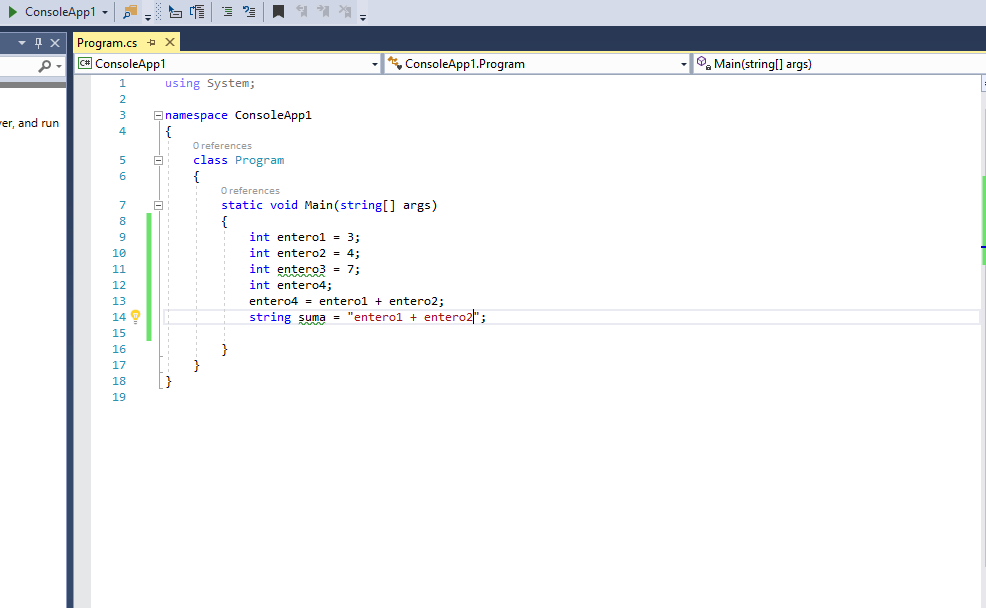 ConsoleApp1
Program.cs
C# ConsoleApp1
ConsoleApp1.Program
Main(string[] args)
ver, and run
1 using System;
2
3 namespace ConsoleApp1
4 {
0 references
5 class Program
6 {
0 references
7 static void Main(string[] args)
8 {
9 int entero1 = 3;
10 int entero2 = 4;
11 int entero3 = 7;
12 int entero4;
13 entero4 = entero1 + entero2;
14 string suma = "entero1 + entero2";
15
16 }
17 }
18 }
19